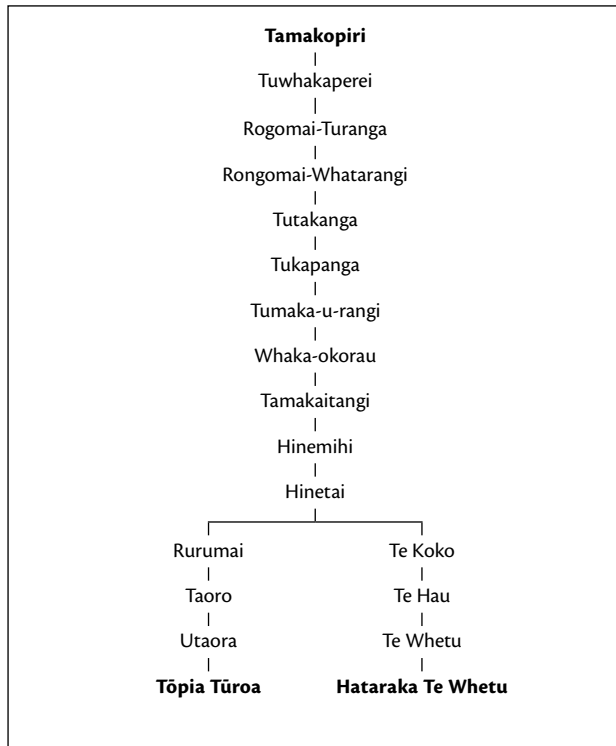 Tamakopiri
Tuwhakaperei
Rogomai-Turanga
Rongomai-Whatarangi
Tutakanga
Tukapanga
Tumaka-u-rangi
Whaka-okorau
Tamakaitangi
Hinemihi
Hinetai
Rurumai Te Koko
Taoro Te Hau
Utaora Te Whetu
Tōpia Tūroa Hataraka Te Whetu